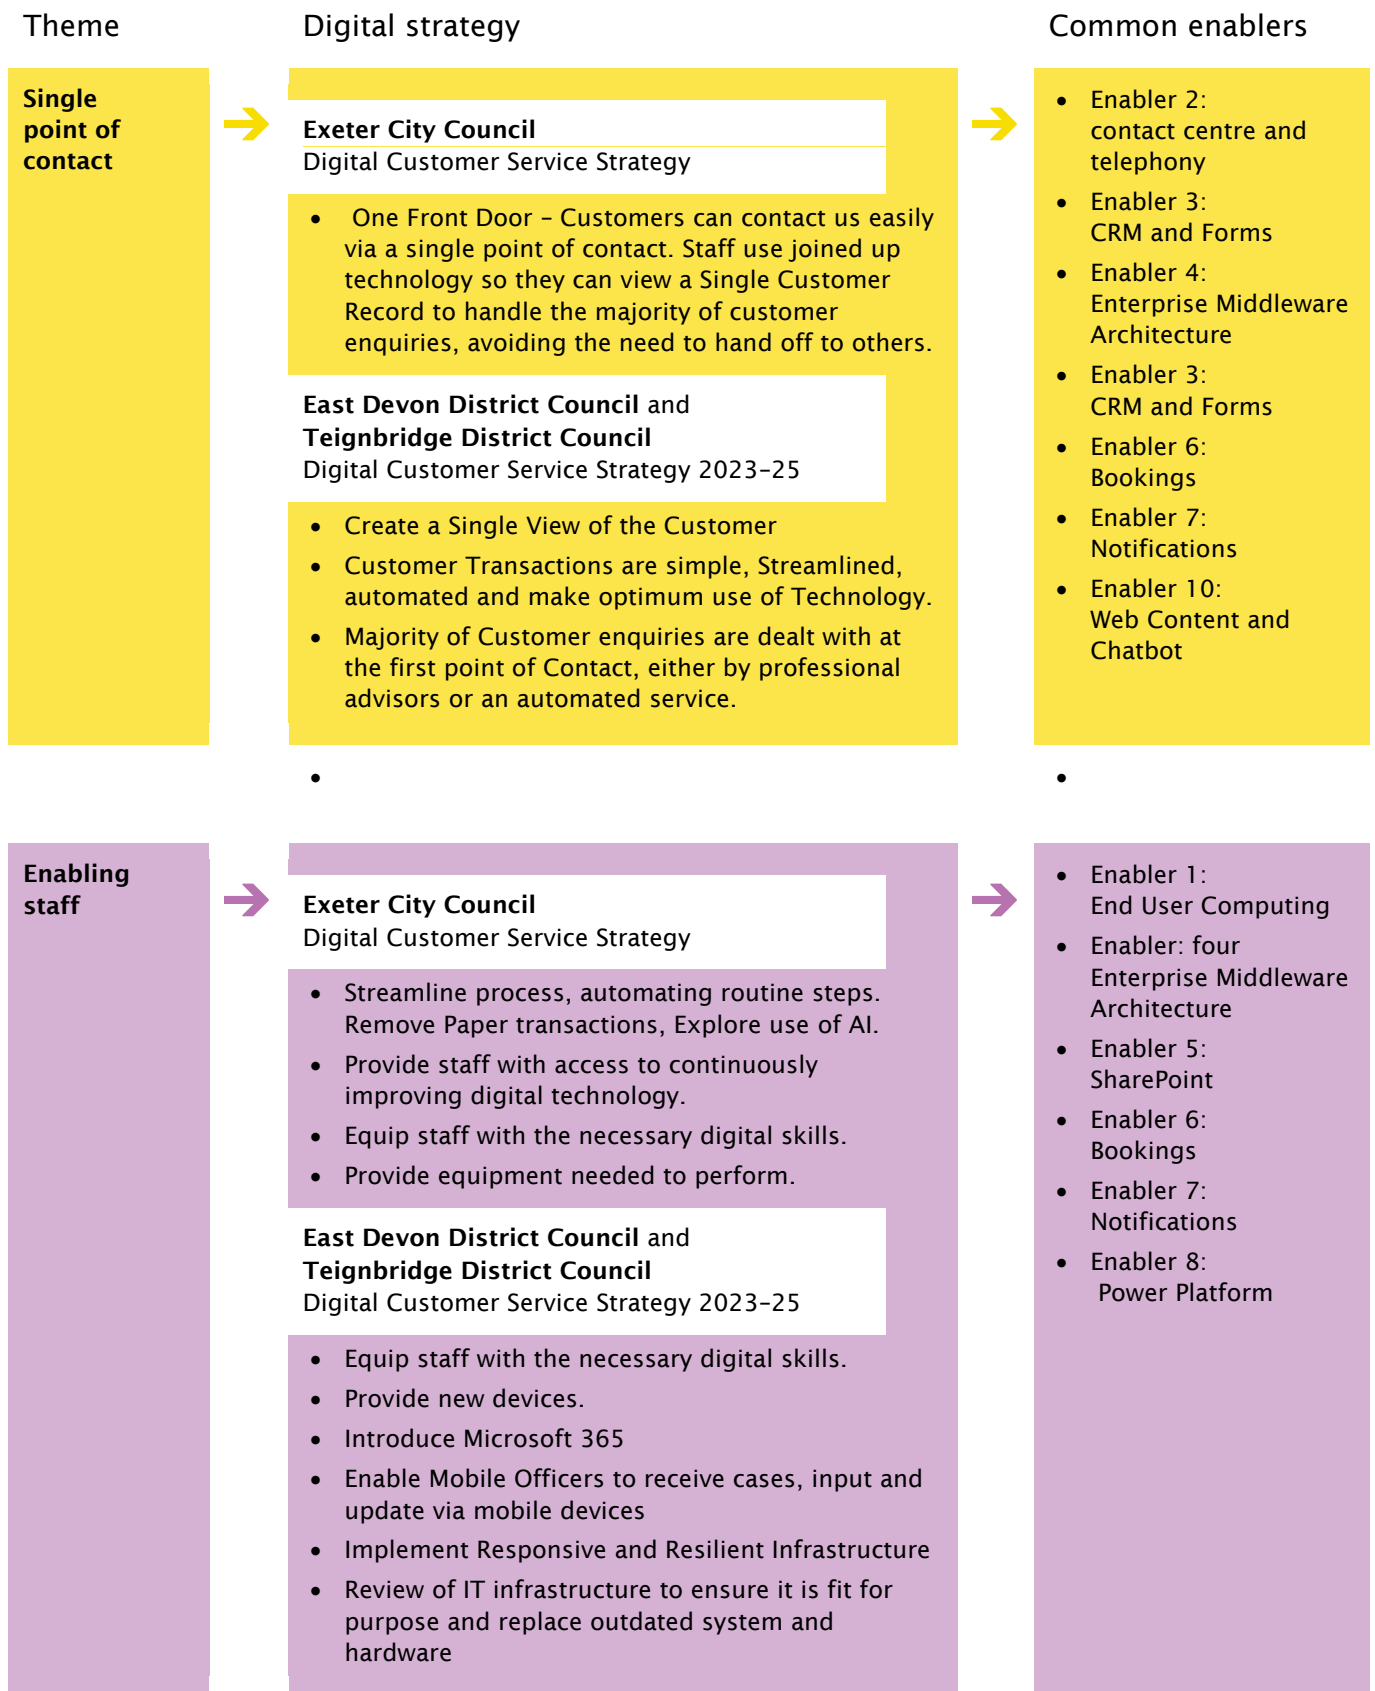 Theme
Digital strategy
Common enablers
Single
point of
contact
Exeter City Council
Digital Customer Service Strategy
• One Front Door – Customers can contact us easily
via a single point of contact. Staff use joined up
technology so they can view a Single Customer
Record to handle the majority of customer
enquiries, avoiding the need to hand off to others.
East Devon District Council and
Teignbridge District Council
Digital Customer Service Strategy 2023–25
• Create a Single View of the Customer
• Customer Transactions are simple, Streamlined,
automated and make optimum use of Technology.
• Majority of Customer enquiries are dealt with at
the first point of Contact, either by professional
advisors or an automated service.
• Enabler 2:
contact centre and
telephony
• Enabler 3:
CRM and Forms
• Enabler 4:
Enterprise Middleware
Architecture
• Enabler 3:
CRM and Forms
• Enabler 6:
Bookings
• Enabler 7:
Notifications
• Enabler 10:
Web Content and
Chatbot
•
•
Enabling
staff
Exeter City Council
Digital Customer Service Strategy
• Streamline process, automating routine steps.
Remove Paper transactions, Explore use of AI.
• Provide staff with access to continuously
improving digital technology.
• Equip staff with the necessary digital skills.
• Provide equipment needed to perform.
East Devon District Council and
Teignbridge District Council
Digital Customer Service Strategy 2023–25
• Equip staff with the necessary digital skills.
• Provide new devices.
• Introduce Microsoft 365
• Enable Mobile Officers to receive cases, input and
update via mobile devices
• Implement Responsive and Resilient Infrastructure
• Review of IT infrastructure to ensure it is fit for
purpose and replace outdated system and
hardware
• Enabler 1:
End User Computing
• Enabler: four
Enterprise Middleware
Architecture
• Enabler 5:
SharePoint
• Enabler 6:
Bookings
• Enabler 7:
Notifications
• Enabler 8:
Power Platform